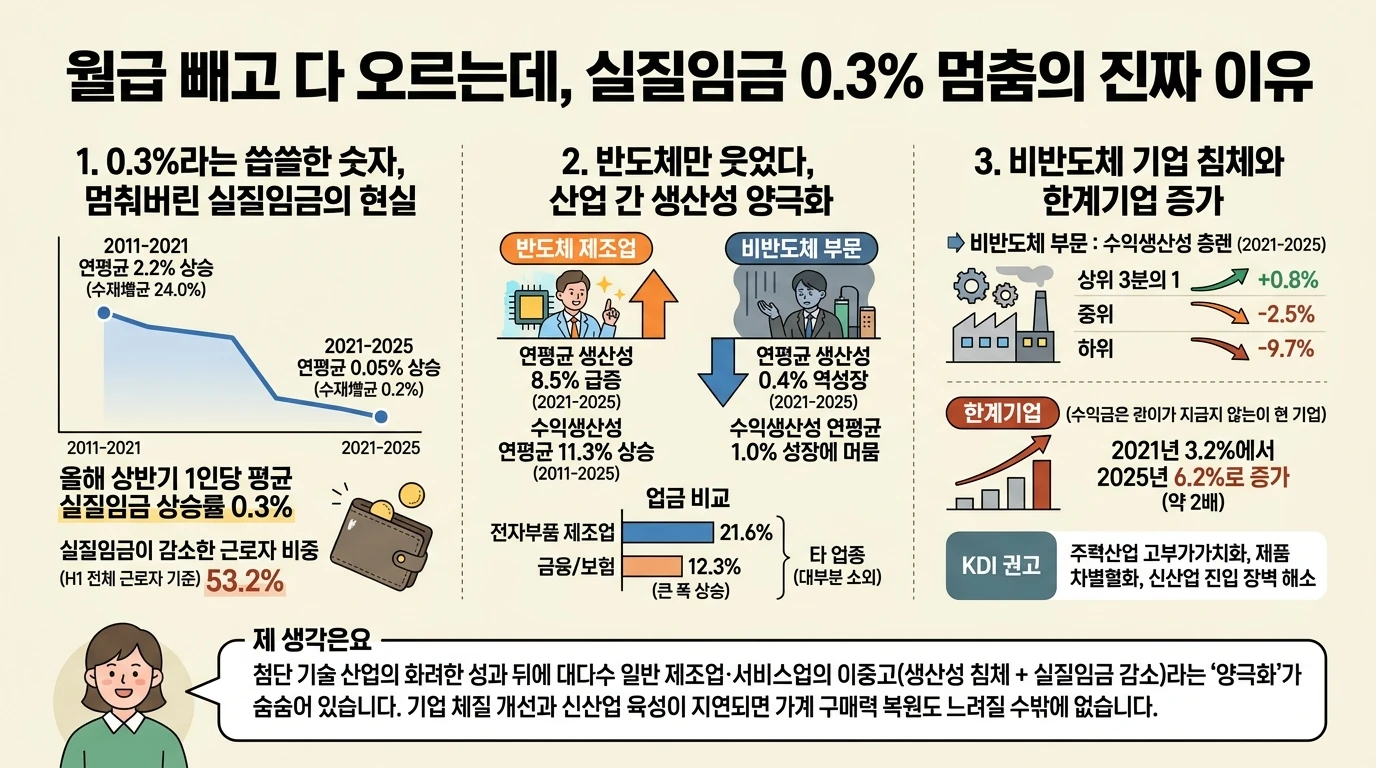 월급 빼고 다 오르는데, 실질임금 0.3% 멈춤의 진짜 이유
1. 0.3%라는 씁쓸한 숫자,
멈춰버린 실질임금의 현실
2011-2021
연평균 2.2% 상승
(수재增균 24.0%)
2021-2025
연평균 0.05% 상승
(수재增균 0.2%)
2011-2021
2021-2025
올해 상반기 1인당 평균
실질임금 상승률 0.3%
실질임금이 감소한 근로자 비중
(H1 전체 근로자 기준) 53.2%
2. 반도체만 웃었다,
산업 간 생산성 양극화
반도체 제조업
연평균 생산성
8.5% 급증
(2021-2025)
수익생산성
연평균 11.3% 상승
(2011-2025)
비반도체 부문
연평균 생산성
0.4% 역성장
(2021-2025)
수익생산성 연평균
1.0% 성장에 머뭄
업금 비교
전자부품 제조업 21.6%
금융/보험 12.3%
(큰 폭 상승)
타 업종
(대부분 소외)
3. 비반도체 기업 침체와
한계기업 증가
비반도체 부문 : 수익생산성 층렌 (2021-2025)
상위 3분의 1 +0.8%
중위 -2.5%
하위 -9.7%
한계기업 (수익금은 관이가 지금지 않는이 현 기업)
2021년 3.2%에서
2025년 6.2%로 증가
(약 2배)
KDI 권고
주력산업 고부가가치화, 제품
차별혈화, 신산업 진입 장벽 해소
제 생각은요
첨단 기술 산업의 화려한 성과 뒤에 대다수 일반 제조업·서비스업의 이중고(생산성 침체 + 실질임금 감소)라는 '양극화'가
숨숨어 있습니다. 기업 체질 개선과 신산업 육성이 지연되면 가계 구매력 복원도 느려질 수밖에 없습니다.